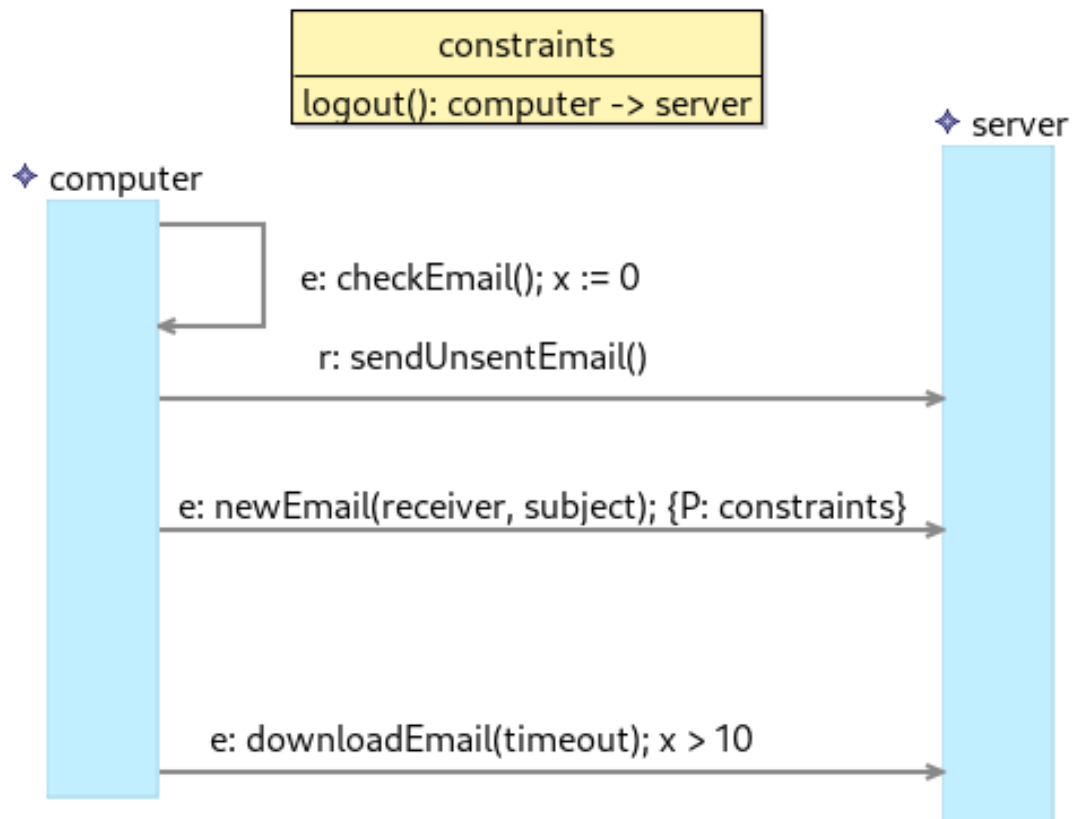 constraints
logout(): computer -> server
server
computer
e: checkEmail(); x := 0
r: sendUnsentEmail()
e: newEmail(receiver, subject); {P: constraints}
e: downloadEmail(timeout); x > 10